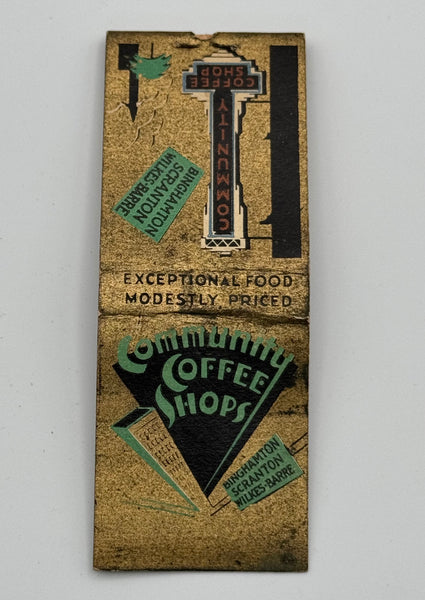 COFFEE
SHOP
COMMUNITY
BINGHAMTON
SCRANTON
WILKES-BARRE
EXCEPTIONAL FOOD
MODESTLY PRICED
Community
COFFEE
SHOPS
BINGHAMTON
SCRANTON
WILKES-BARRE